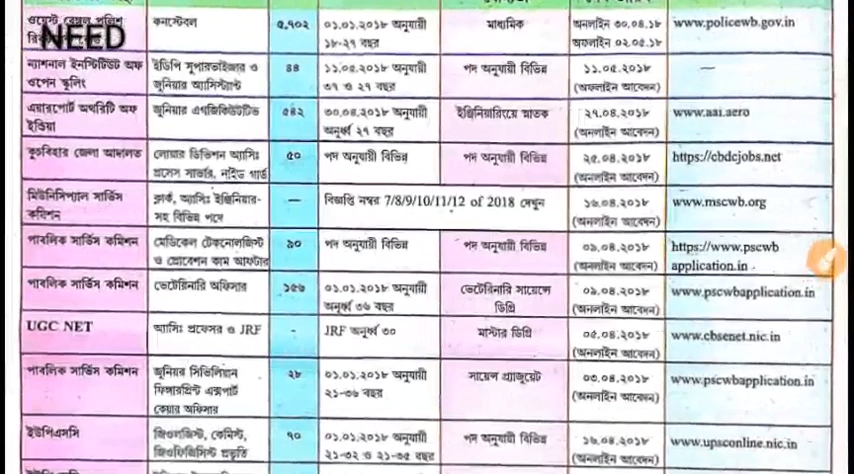 ওয়েস্ট বেঙ্গল পুলিশ
NEED
কনস্টেবল
৫,৭০২
০১.০১.২০১৮ অনুযায়ী
১৮-২৭ বছর
মাধ্যমিক
অনলাইন ৩০.০৪.১৮
অফলাইন ০২.০৫.১৮
www.policewb.gov.in
ন্যাশনাল ইনস্টিটিউট অফ
ওপেন স্কুলিং
ইডিপি সুপারভাইজার ও
জুনিয়র অ্যাসিস্ট্যান্ট
৪৪
১১.০৫.২০১৮ অনুযায়ী
৩৭ ও ২৭ বছর
পদ অনুযায়ী বিভিন্ন
১১.০৫.২০১৮
(অফলাইন আবেদন)
—
এয়ারপোর্ট অথরিটি অফ
ইন্ডিয়া
জুনিয়র এগজিকিউটিভ
৫৪২
৩০.০৪.২০১৮ অনুযায়ী
অনূর্ধ্ব ২৭ বছর
ইঞ্জিনিয়ারিংয়ে স্নাতক
২৭.০৪.২০১৮
(অনলাইন আবেদন)
www.aai.aero
কুচবিহার জেলা আদালত
লোয়ার ডিভিশন অ্যাসিঃ
প্রসেস সার্ভার, নাইট গার্ড
৫০
পদ অনুযায়ী বিভিন্ন
পদ অনুযায়ী বিভিন্ন
২৫.০৪.২০১৮
(অনলাইন আবেদন)
https://cbdcjobs.net
মিউনিসিপ্যাল সার্ভিস
কমিশন
ক্লার্ক, অ্যাসিঃ ইঞ্জিনিয়ার-
সহ বিভিন্ন পদে
—
বিজ্ঞপ্তি নম্বর 7/8/9/10/11/12 of 2018 দেখুন
১৬.০৪.২০১৮
(অনলাইন আবেদন)
www.mscwb.org
পাবলিক সার্ভিস কমিশন
মেডিকেল টেকনোলজিস্ট
ও প্রোবেশন কাম আফটার
৯০
পদ অনুযায়ী বিভিন্ন
পদ অনুযায়ী বিভিন্ন
০৯.০৪.২০১৮
(অনলাইন আবেদন)
https://www.pscwb
application.in
পাবলিক সার্ভিস কমিশন
ভেটেরিনারি অফিসার
১৫৬
০১.০১.২০১৮ অনুযায়ী
অনূর্ধ্ব ৩৬ বছর
ভেটেরিনারি সায়েন্সে
ডিগ্রি
০৯.০৪.২০১৮
(অনলাইন আবেদন)
www.pscwbapplication.in
UGC NET
অ্যাসিঃ প্রফেসর ও JRF
-
JRF অনূর্ধ্ব ৩০
মাস্টার ডিগ্রি
০৫.০৪.২০১৮
(অনলাইন আবেদন)
www.cbsenet.nic.in
পাবলিক সার্ভিস কমিশন
জুনিয়র সিভিলিয়ান
ফিঙ্গারপ্রিন্ট এক্সপার্ট
কেয়ার অফিসার
২৮
০১.০১.২০১৮ অনুযায়ী
২১-৩৬ বছর
সায়েন্স গ্র্যাজুয়েট
০৩.০৪.২০১৮
(অনলাইন আবেদন)
www.pscwbapplication.in
ইউপিএসসি
জিওলজিস্ট, কেমিস্ট,
জিওফিজিসিস্ট প্রভৃতি
৭০
০১.০১.২০১৮ অনুযায়ী
২১-৩২ ও ২১-৩৫ বছর
পদ অনুযায়ী বিভিন্ন
১৬.০৪.২০১৮
(অনলাইন আবেদন)
www.upsconline.nic.in